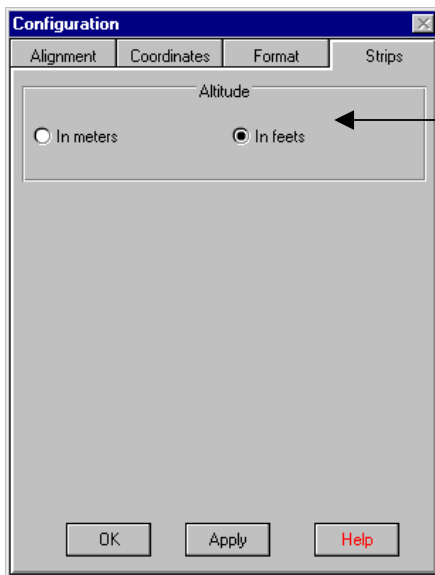 Configuration
Alignment Coordinates Format Strips
Altitude
In meters In feets
OK Apply Help